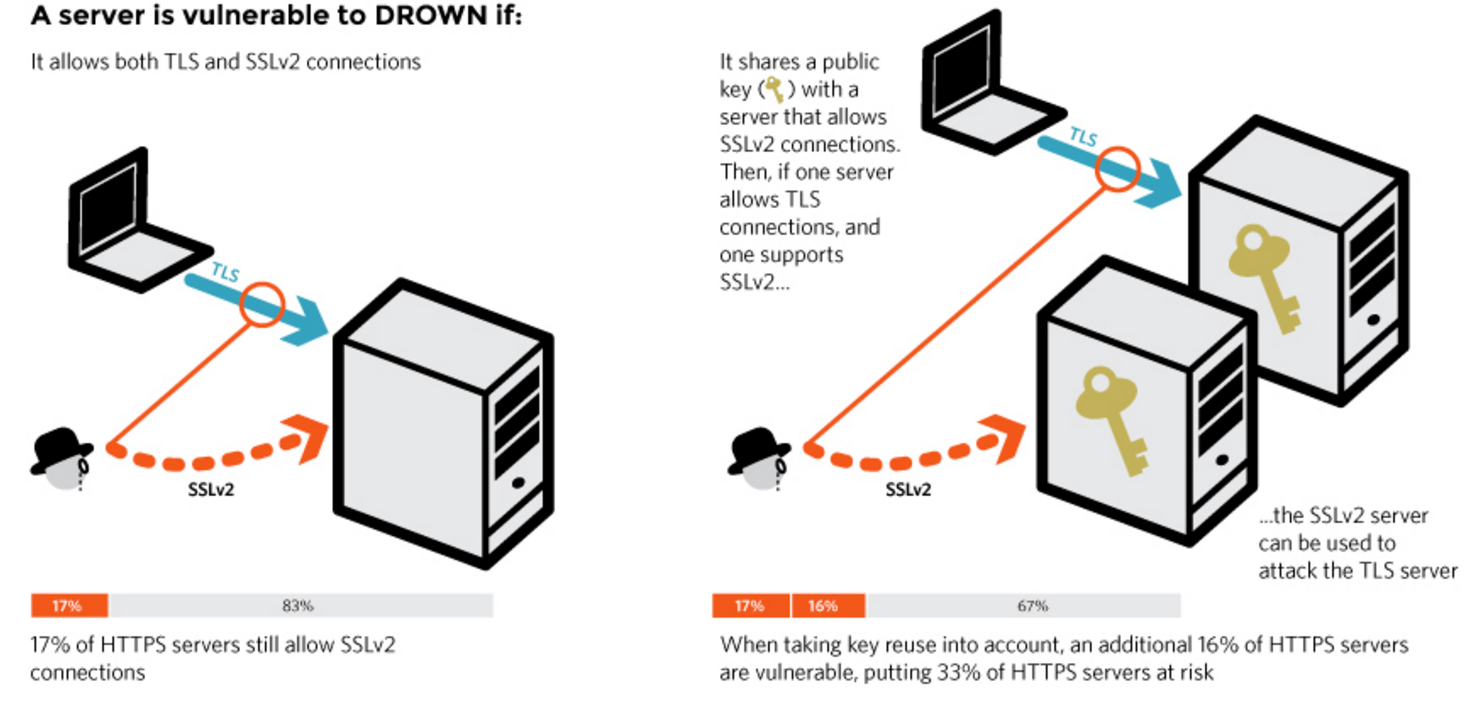 A server is vulnerable to DROWN if:
It allows both TLS and SSLv2 connections
TLS
SSLv2
17%
83%
17% of HTTPS servers still allow SSLv2
connections
It shares a public
key ( ) with a
server that allows
SSLv2 connections.
Then, if one server
allows TLS
connections, and
one supports
SSLv2...
TLS
SSLv2
...the SSLv2 server
can be used to
attack the TLS server
17%
16%
67%
When taking key reuse into account, an additional 16% of HTTPS servers
are vulnerable, putting 33% of HTTPS servers at risk